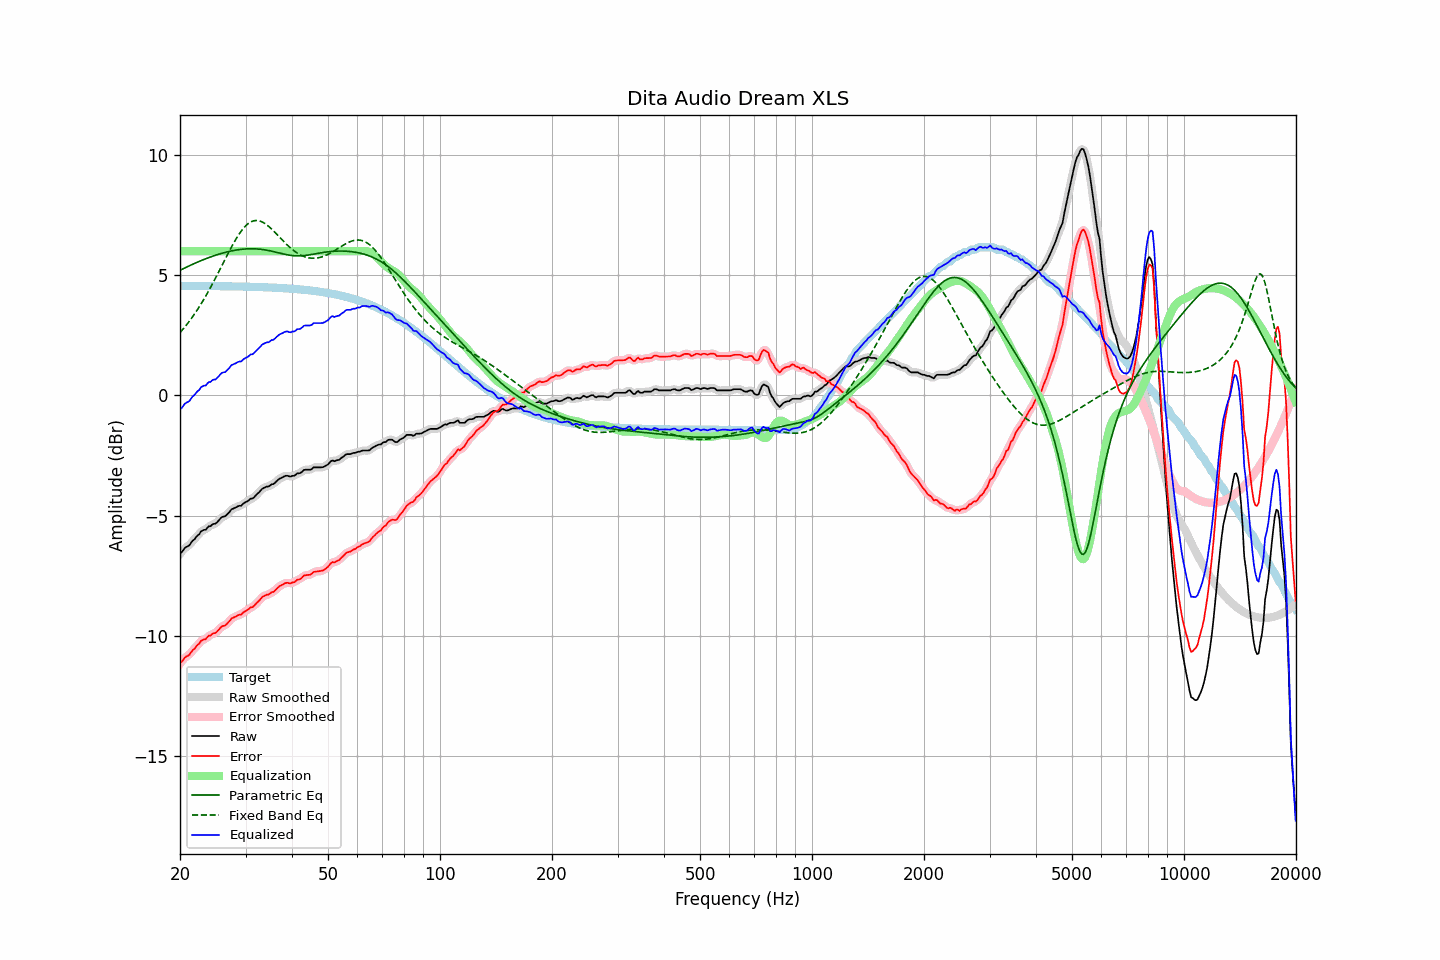 Dita Audio Dream XLS
Amplitude (dBr)
10
5
0
−5
−10
−15
Target
Raw Smoothed
Error Smoothed
Raw
Error
Equalization
Parametric Eq
Fixed Band Eq
Equalized
20
50
100
200
500
1000
2000
5000
10000
20000
Frequency (Hz)